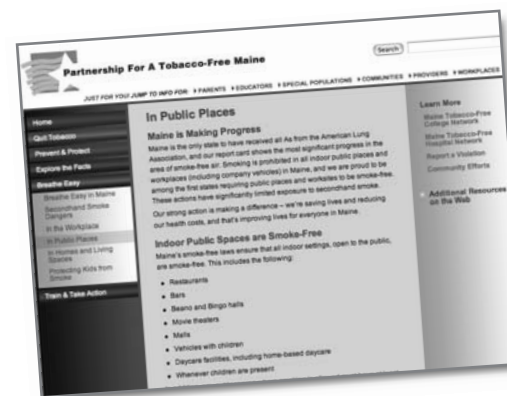 Partnership For A Tobacco-Free Maine
Search
JUST FOR YOU! JUMP TO INFO FOR: PARENTS EDUCATORS SPECIAL POPULATIONS COMMUNITIES PROVIDERS WORKPLACES
Home
Quit Tobacco
Prevent & Protect
Explore the Facts
Breathe Easy
Breathe Easy in Maine
Secondhand Smoke
Dangers
In the Workplace
In Public Places
In Homes and Living
Spaces
Protecting Kids from
Smoke
Train & Take Action
In Public Places
Maine is Making Progress
Maine is the only state to have received all As from the American Lung
Association, and our report card shows the most significant progress in the
area of smoke-free air. Smoking is prohibited in all indoor public places and
workplaces (including company vehicles) in Maine, and we are proud to be
among the first states requiring public places and worksites to be smoke-free.
These actions have significantly limited exposure to secondhand smoke.
Our strong action is making a difference – we're saving lives and reducing
our health costs, and that's improving lives for everyone in Maine.
Indoor Public Spaces are Smoke-Free
Maine's smoke-free laws ensure that all indoor settings, open to the public,
are smoke-free. This includes the following:
• Restaurants
• Bars
• Beano and Bingo halls
• Movie theaters
• Malls
• Vehicles with children
• Daycare facilities, including home-based daycare
• Whenever children are present
Learn More
Maine Tobacco-Free
College Network
Maine Tobacco-Free
Hospital Network
Report a Violation
Community Efforts
Additional Resources
on the Web